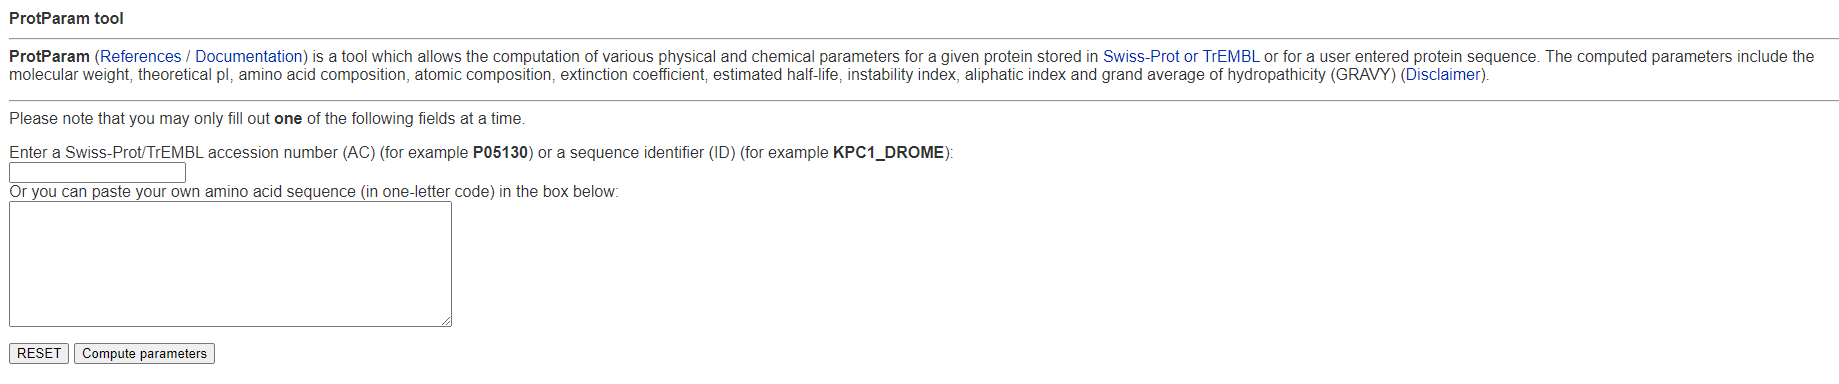 ProtParam tool
ProtParam (References / Documentation) is a tool which allows the computation of various physical and chemical parameters for a given protein stored in Swiss-Prot or TrEMBL or for a user entered protein sequence. The computed parameters include the
molecular weight, theoretical pI, amino acid composition, atomic composition, extinction coefficient, estimated half-life, instability index, aliphatic index and grand average of hydropathicity (GRAVY) (Disclaimer).
Please note that you may only fill out one of the following fields at a time.
Enter a Swiss-Prot/TrEMBL accession number (AC) (for example P05130) or a sequence identifier (ID) (for example KPC1_DROME):
Or you can paste your own amino acid sequence (in one-letter code) in the box below:
RESET Compute parameters